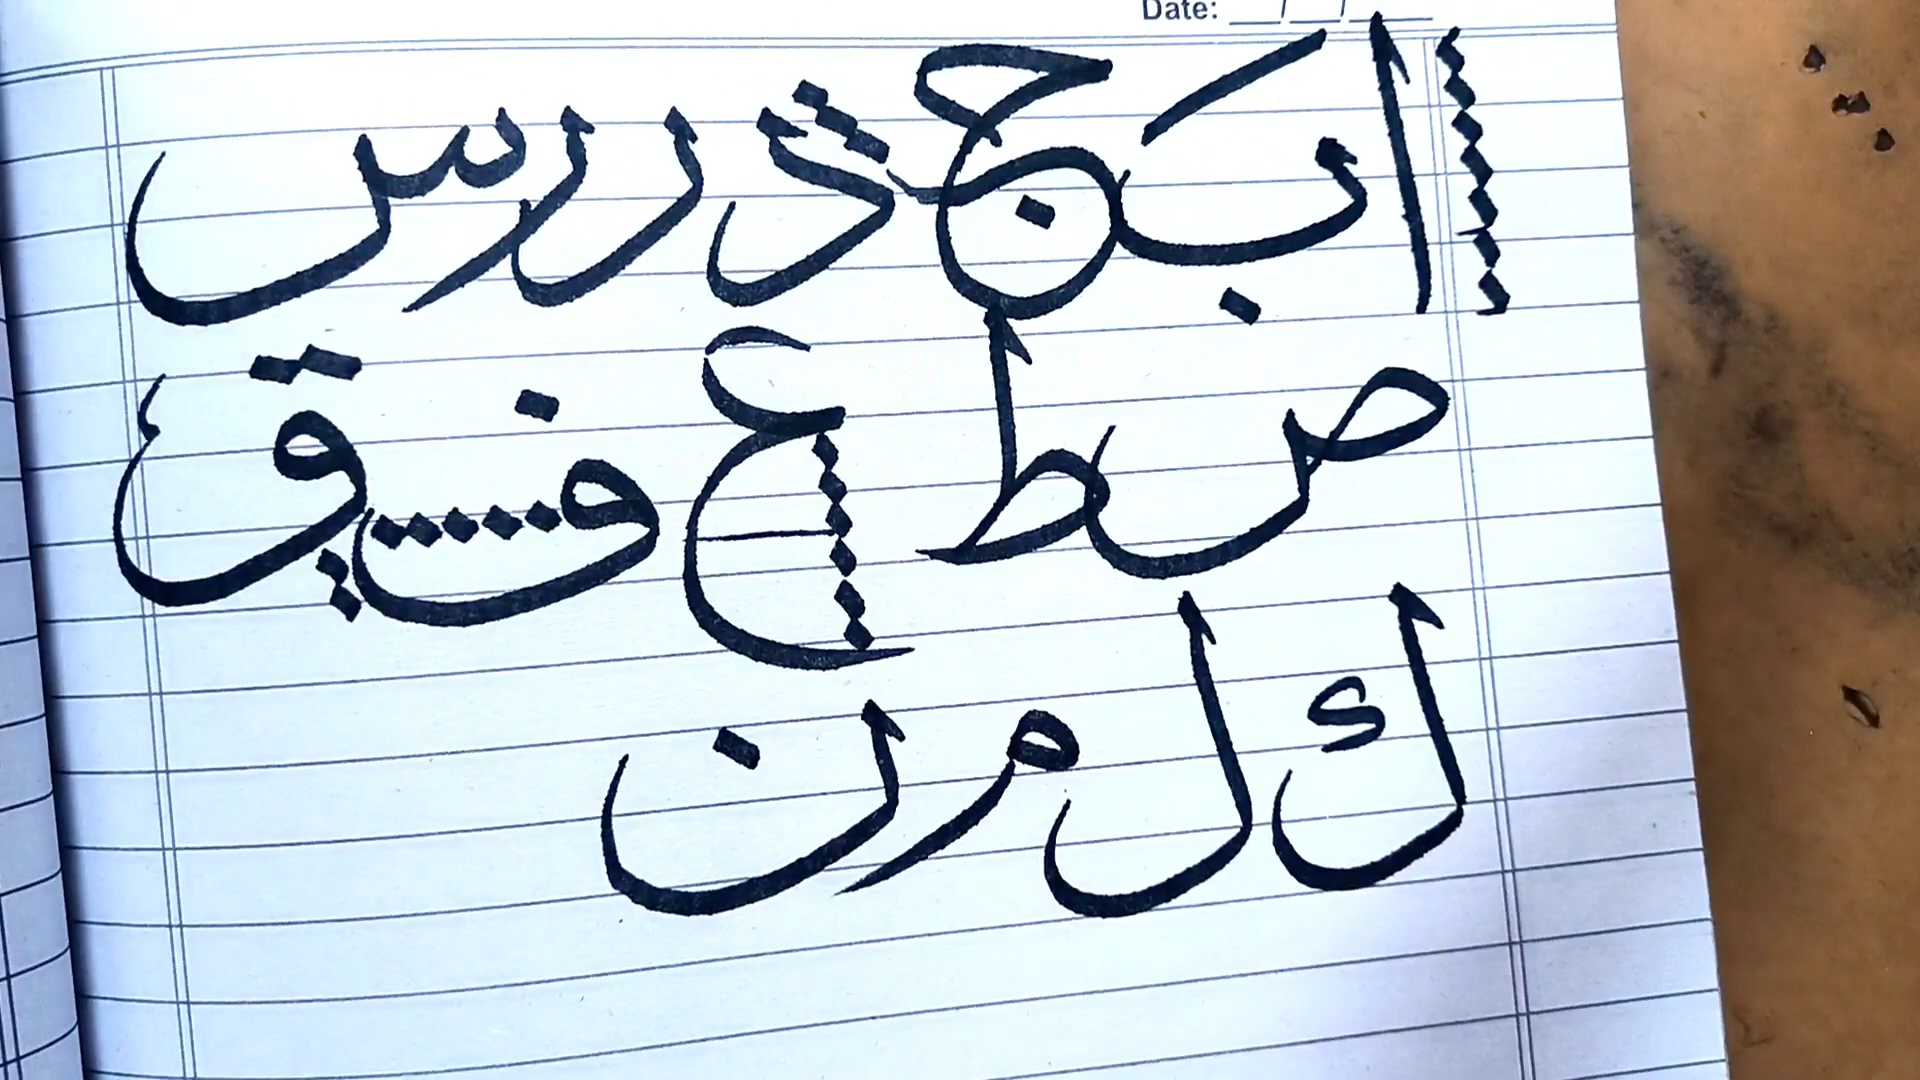 Date: __/__/____
ا ب ج د ر ر س
ص ط ع ف ق
ك ل م ن